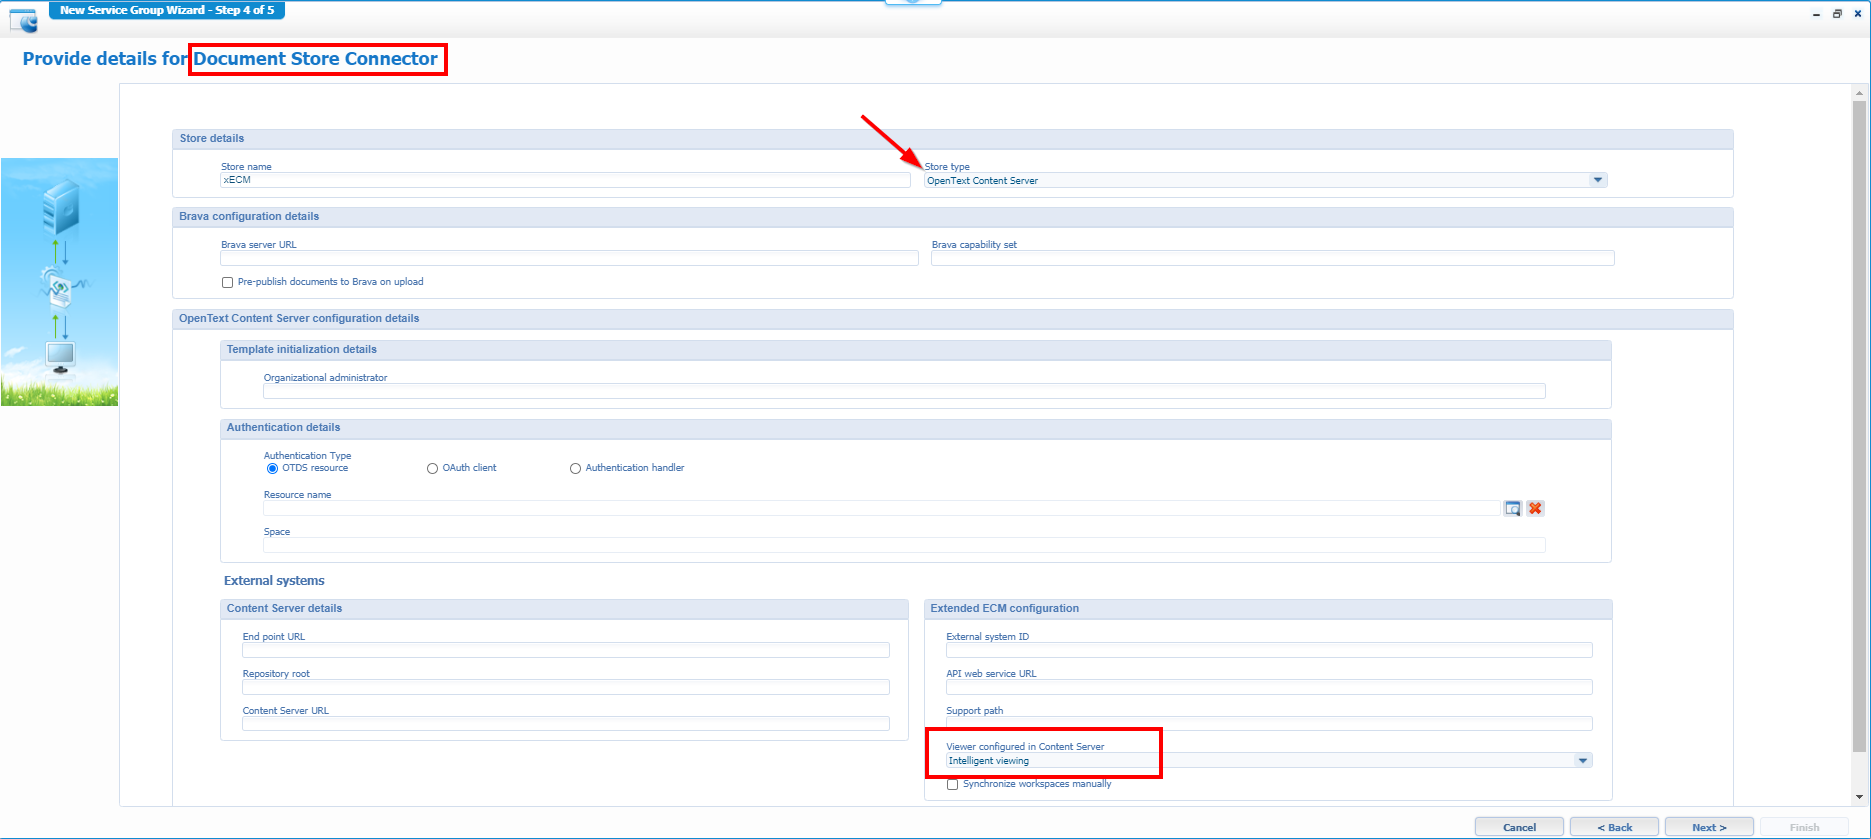 New Service Group Wizard - Step 4 of 5
Provide details for Document Store Connector
Store details
Store name
Store type
xECM
OpenText Content Server
Brava configuration details
Brava server URL
Brava capability set
Pre-publish documents to Brava on upload
OpenText Content Server configuration details
Template initialization details
Organizational administrator
Authentication details
Authentication Type
OTDS resource
OAuth client
Authentication handler
Resource name
Space
External systems
Content Server details
End point URL
Repository root
Content Server URL
Extended ECM configuration
External system ID
API web service URL
Support path
Viewer configured in Content Server
Intelligent viewing
Synchronize workspaces manually
Cancel
< Back
Next >
Finish